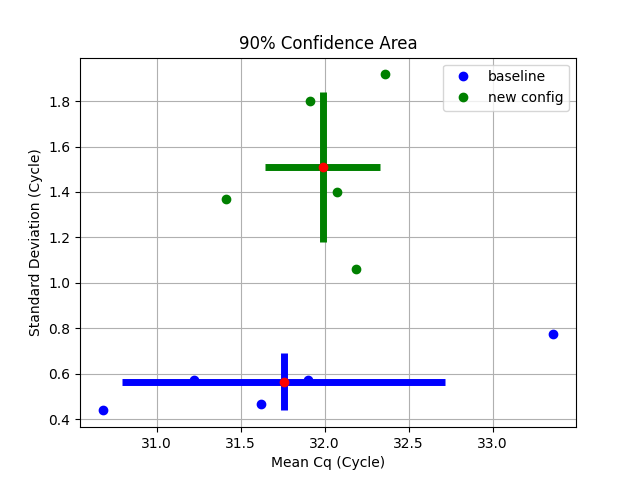 90% Confidence Area
baseline
new config
Standard Deviation (Cycle)
1.8
1.6
1.4
1.2
1.0
0.8
0.6
0.4
31.0 31.5 32.0 32.5 33.0
Mean Cq (Cycle)